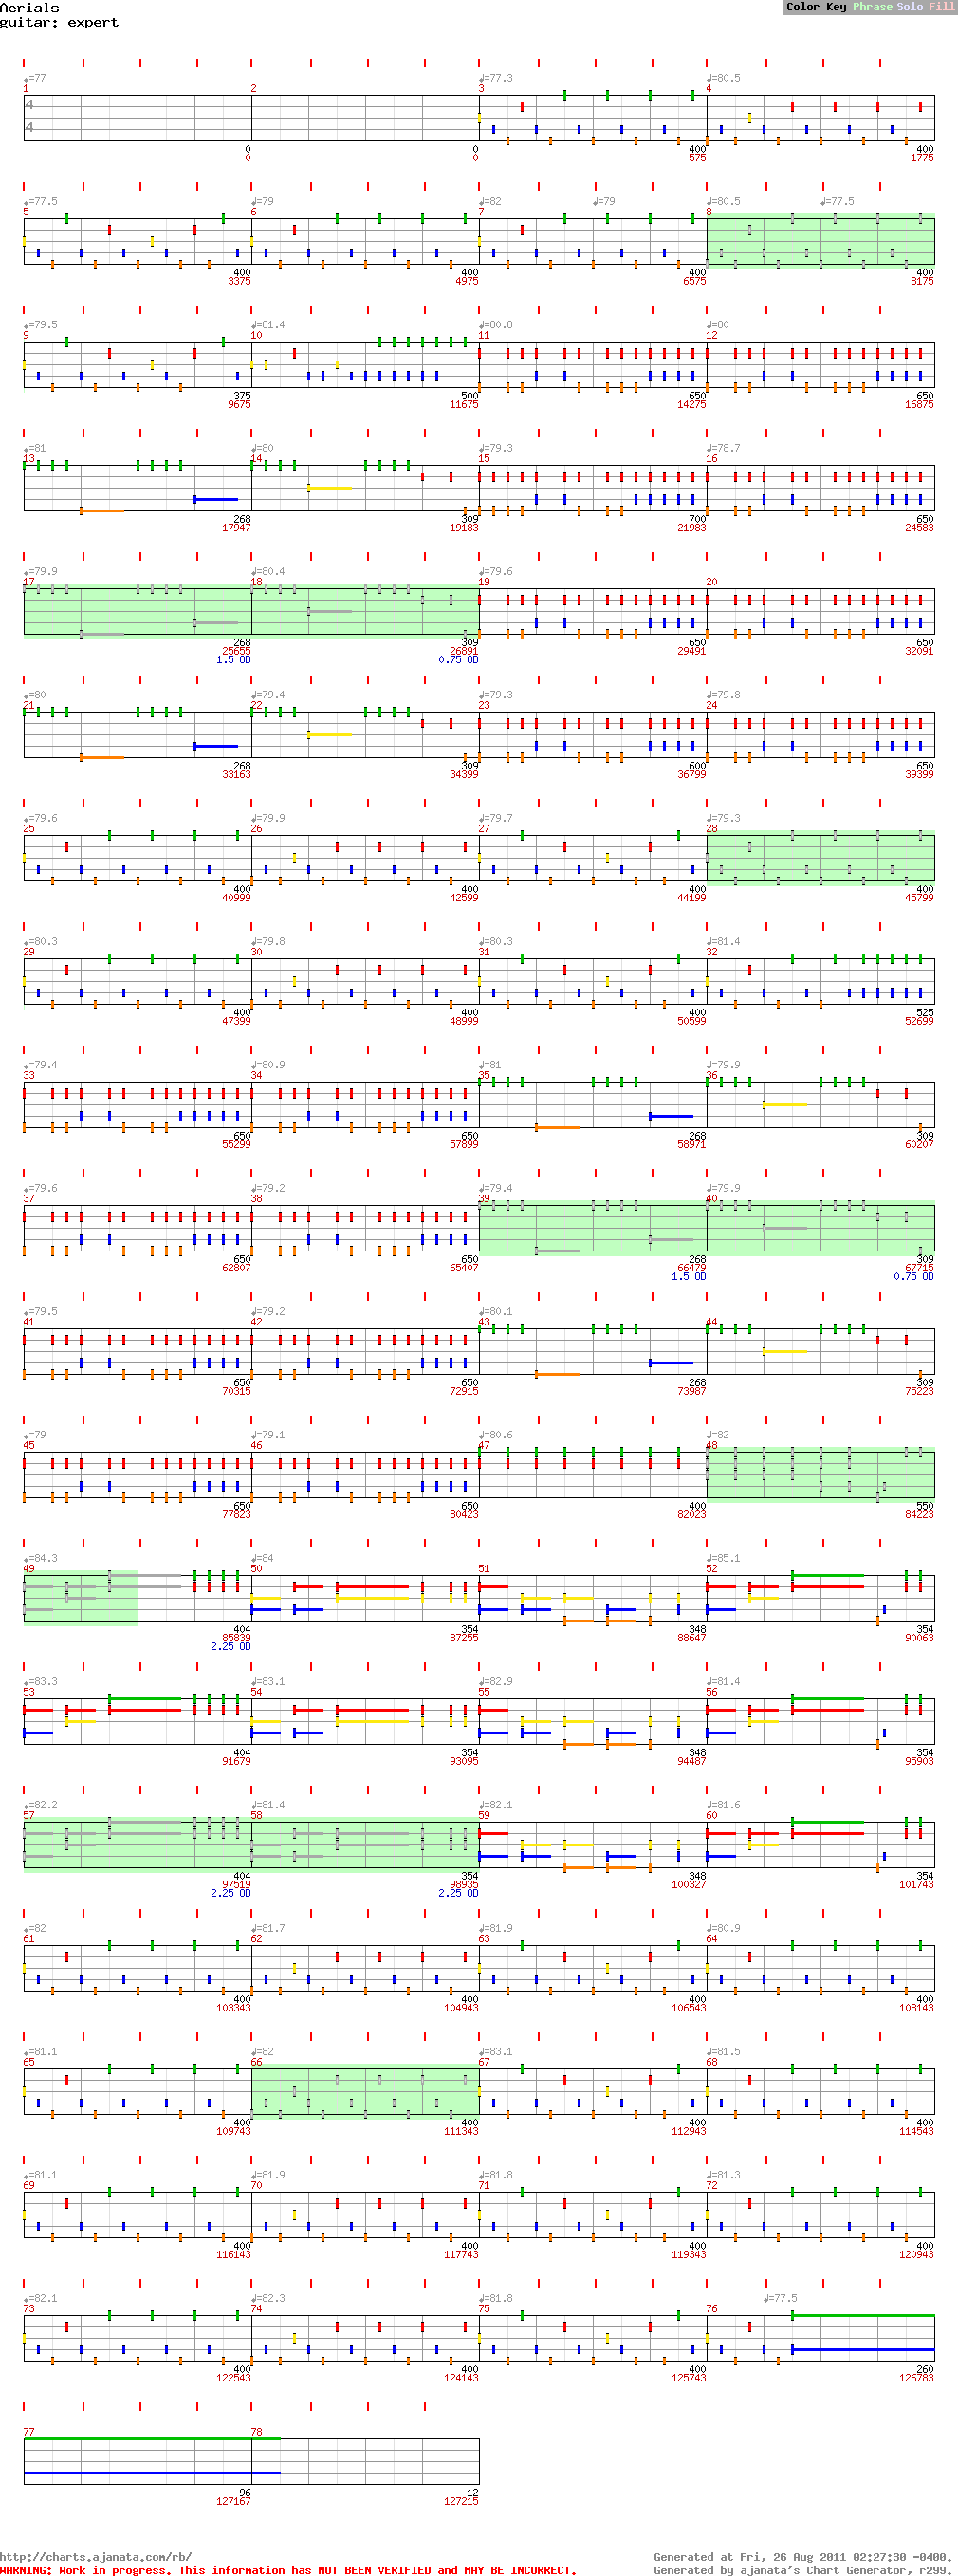 Aerials
Color Key Phrase Solo Fill
guitar: expert
♩=77 ♩=77.3 ♩=80.5
1 2 3 4
4
4
0 0 400 400
0 0 575 1775
♩=77.5 ♩=79 ♩=82 ♩=79 ♩=80.5 ♩=77.5
5 6 7 8
400 400 400 400
3375 4975 6575 8175
♩=79.5 ♩=81.4 ♩=80.8 ♩=80
9 10 11 12
375 500 650 650
9675 11675 14275 16875
♩=81 ♩=80 ♩=79.3 ♩=78.7
13 14 15 16
268 309 700 650
17947 19183 21983 24583
♩=79.9 ♩=80.4 ♩=79.6
17 18 19 20
268 309 650 650
25655 26891 29491 32091
1.5 OD 0.75 OD
♩=80 ♩=79.4 ♩=79.3 ♩=79.8
21 22 23 24
268 309 600 650
33163 34399 36799 39399
♩=79.6 ♩=79.9 ♩=79.7 ♩=79.3
25 26 27 28
400 400 400 400
40999 42599 44199 45799
♩=80.3 ♩=79.8 ♩=80.3 ♩=81.4
29 30 31 32
400 400 400 525
47399 48999 50599 52699
♩=79.4 ♩=80.9 ♩=81 ♩=79.9
33 34 35 36
650 650 268 309
55299 57899 58971 60207
♩=79.6 ♩=79.2 ♩=79.4 ♩=79.9
37 38 39 40
650 650 268 309
62807 65407 66479 67715
1.5 OD 0.75 OD
♩=79.5 ♩=79.2 ♩=80.1
41 42 43 44
650 650 268 309
70315 72915 73987 75223
♩=79 ♩=79.1 ♩=80.6 ♩=82
45 46 47 48
650 650 400 550
77823 80423 82023 84223
♩=84.3 ♩=84 ♩=85.1
49 50 51 52
404 354 348 354
85839 87255 88647 90063
2.25 OD
♩=83.3 ♩=83.1 ♩=82.9 ♩=81.4
53 54 55 56
404 354 348 354
91679 93095 94487 95903
♩=82.2 ♩=81.4 ♩=82.1 ♩=81.6
57 58 59 60
404 354 348 354
97519 98935 100327 101743
2.25 OD 2.25 OD
♩=82 ♩=81.7 ♩=81.9 ♩=80.9
61 62 63 64
400 400 400 400
103343 104943 106543 108143
♩=81.1 ♩=82 ♩=83.1 ♩=81.5
65 66 67 68
400 400 400 400
109743 111343 112943 114543
♩=81.1 ♩=81.9 ♩=81.8 ♩=81.3
69 70 71 72
400 400 400 400
116143 117743 119343 120943
♩=82.1 ♩=82.3 ♩=81.8 ♩=77.5
73 74 75 76
400 400 400 260
122543 124143 125743 126783
77 78
96 12
127167 127215
http://charts.ajanata.com/rb/
Generated at Fri, 26 Aug 2011 02:27:30 -0400.
WARNING: Work in progress. This information has NOT BEEN VERIFIED and MAY BE INCORRECT.
Generated by ajanata's Chart Generator, r299.